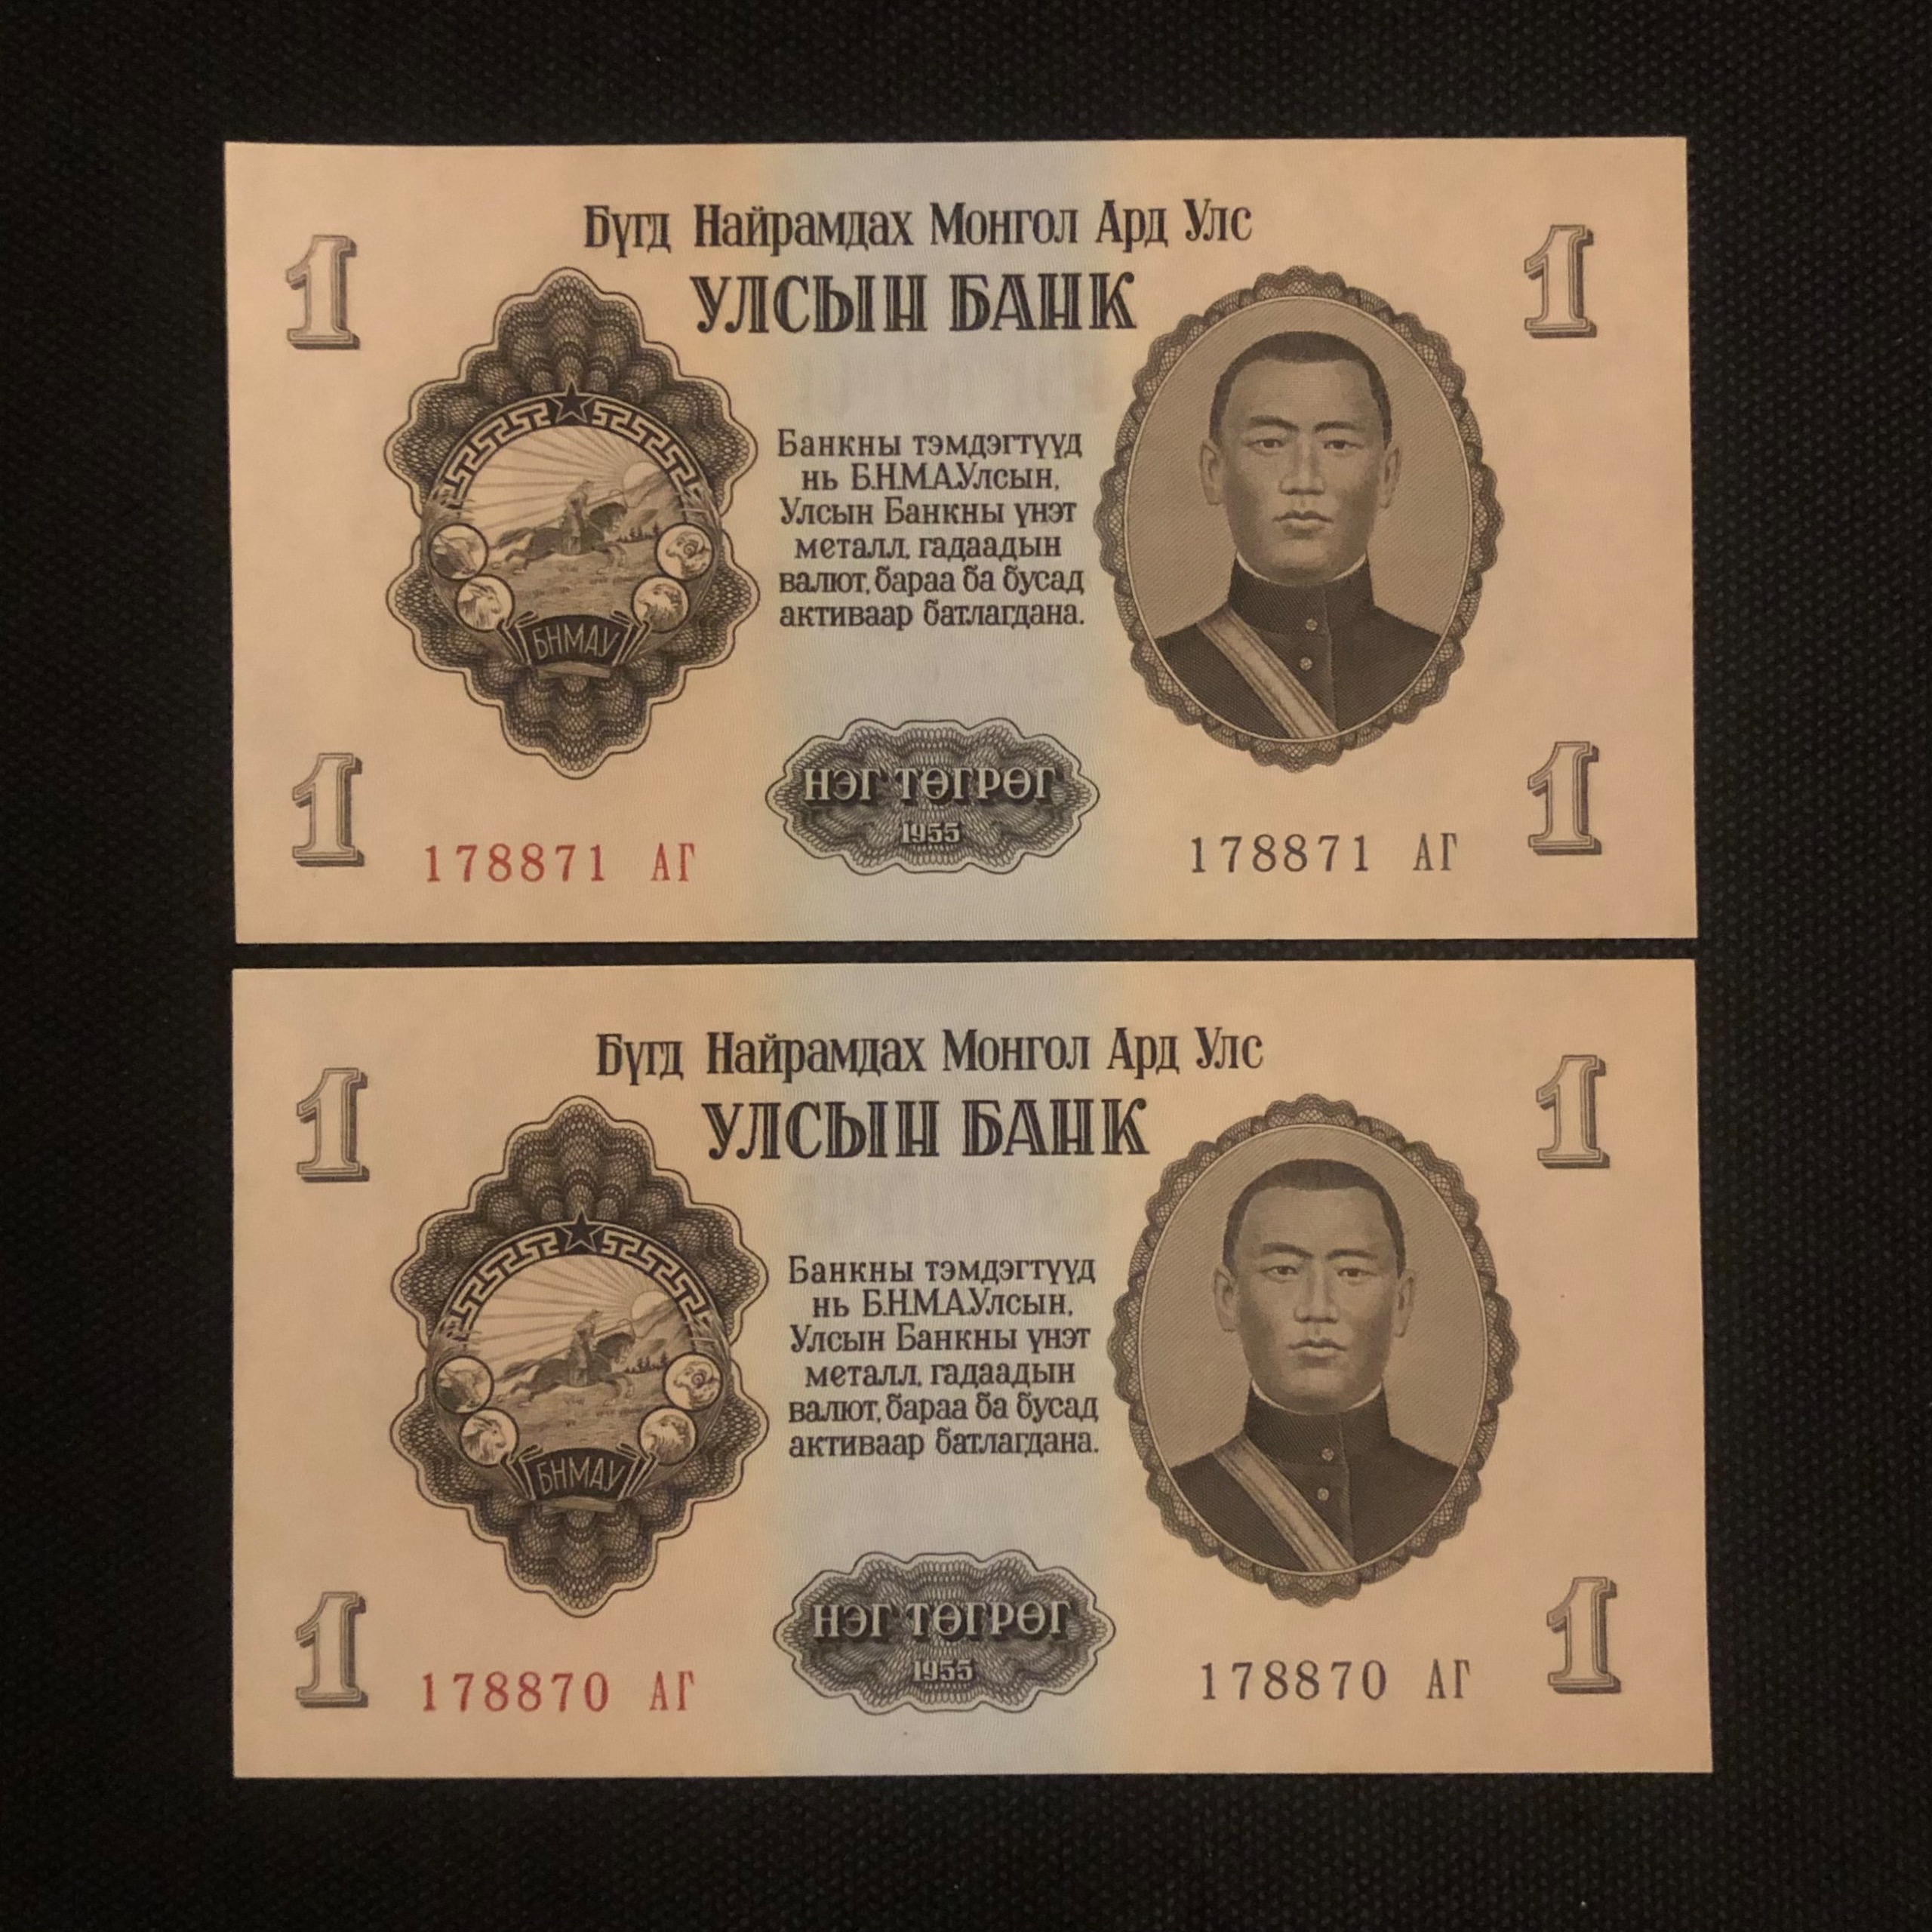 1
Бүгд Найрамдах Монгол Ард Улс
1
УЛСЫН БАНК
Банкны тэмдэгтүүд
нь Б.Н.М.А.Улсын,
Улсын Банкны үнэт
металл, гадаадын
валют, бараа ба бусад
активаар батлагдана.
БНМАУ
1
НЭГ ТӨГРӨГ
1955
1
178871 АГ
178871 АГ
1
Бүгд Найрамдах Монгол Ард Улс
1
УЛСЫН БАНК
Банкны тэмдэгтүүд
нь Б.Н.М.А.Улсын,
Улсын Банкны үнэт
металл, гадаадын
валют, бараа ба бусад
активаар батлагдана.
БНМАУ
1
НЭГ ТӨГРӨГ
1955
1
178870 АГ
178870 АГ